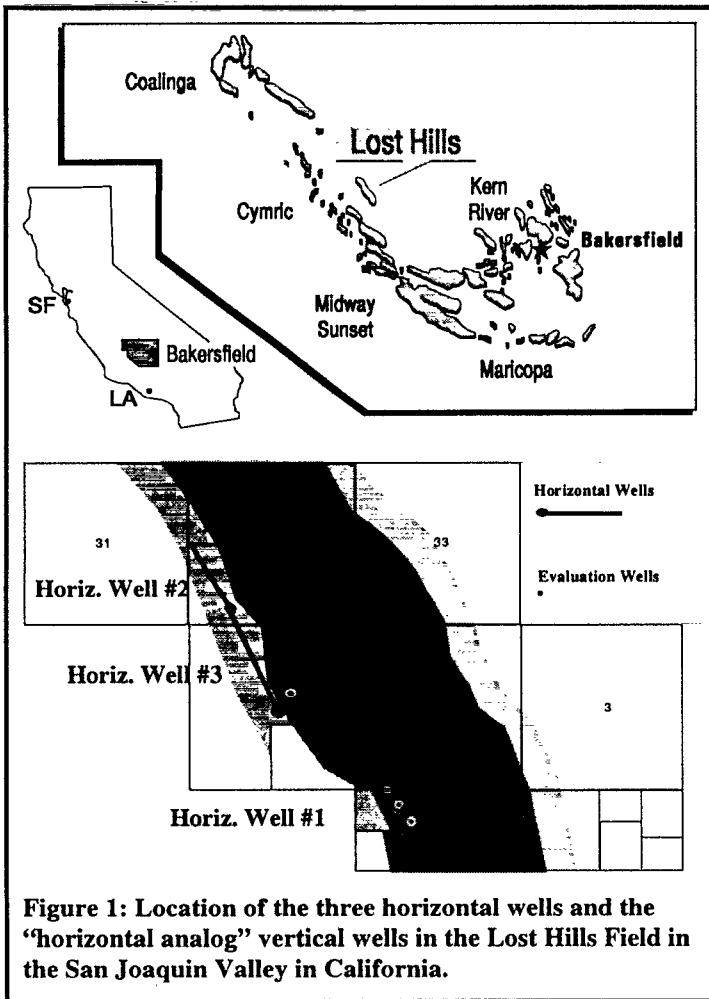 Coalinga
Lost Hills
Kern
River
Cymric
Bakersfield
SF
Midway
Sunset
Bakersfield
Maricopa
LA
Horizontal Wells
31
33
Horiz. Well #2
Evaluation Wells
Horiz. Well #3
3
Horiz. Well #1
Figure 1: Location of the three horizontal wells and the
“horizontal analog” vertical wells in the Lost Hills Field in
the San Joaquin Valley in California.